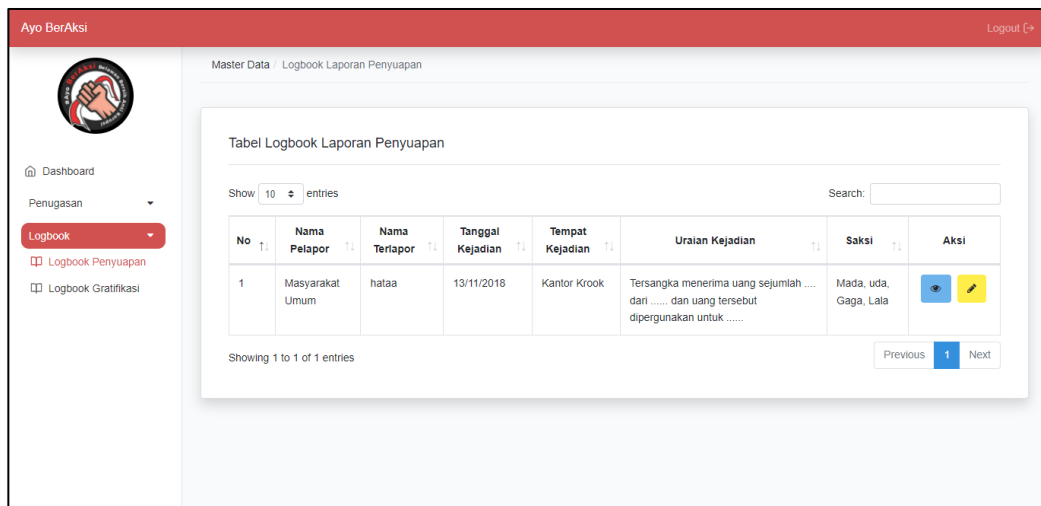 Ayo BerAksi
Logout
#Ayo BerAksi
Master Data / Logbook Laporan Penyuapan
Dashboard
Penugasan
Logbook
Logbook Penyuapan
Logbook Gratifikasi
Tabel Logbook Laporan Penyuapan
Show 10 entries
Search:
No
Nama Pelapor
Nama Terlapor
Tanggal Kejadian
Tempat Kejadian
Uraian Kejadian
Saksi
Aksi
1
Masyarakat Umum
hataa
13/11/2018
Kantor Krook
Tersangka menerima uang sejumlah ....
dari ...... dan uang tersebut
dipergunakan untuk ......
Mada, uda,
Gaga, Lala
Showing 1 to 1 of 1 entries
Previous 1 Next